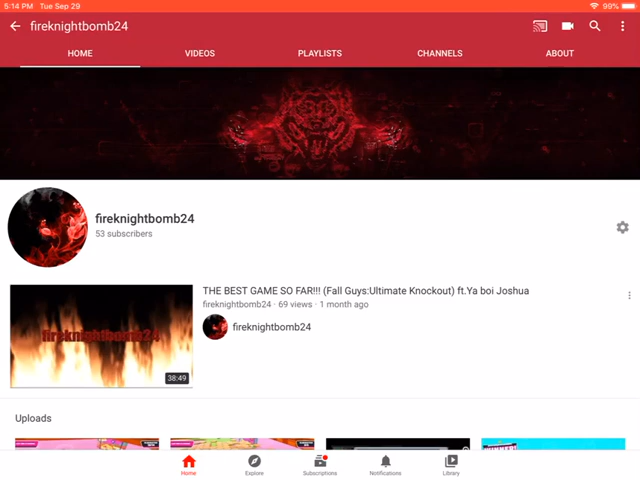 5:14 PM Tue Sep 29
99%
fireknightbomb24
HOME VIDEOS PLAYLISTS CHANNELS ABOUT
fireknightbomb24
53 subscribers
THE BEST GAME SO FAR!!! (Fall Guys:Ultimate Knockout) ft.Ya boi Joshua
fireknightbomb24 · 69 views · 1 month ago
fireknightbomb24
fireknightbomb24
38:49
Uploads
Home Explore Subscriptions Notifications Library